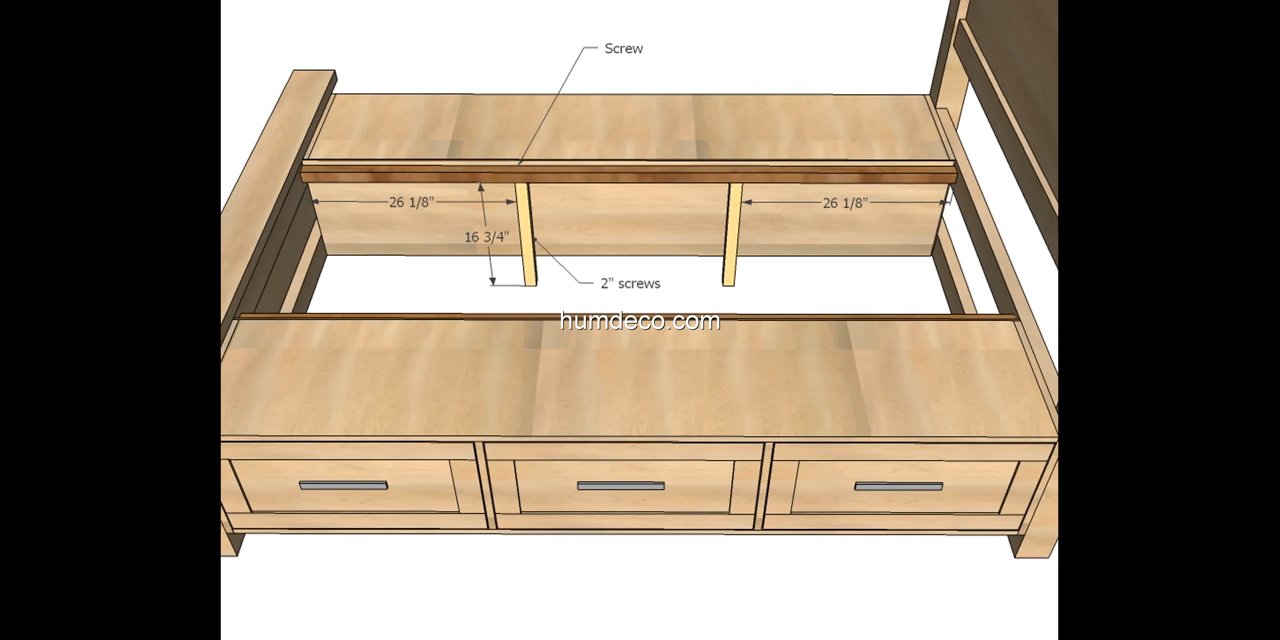 Screw
26 1/8"
26 1/8"
16 3/4"
2" screws
humdeco.com